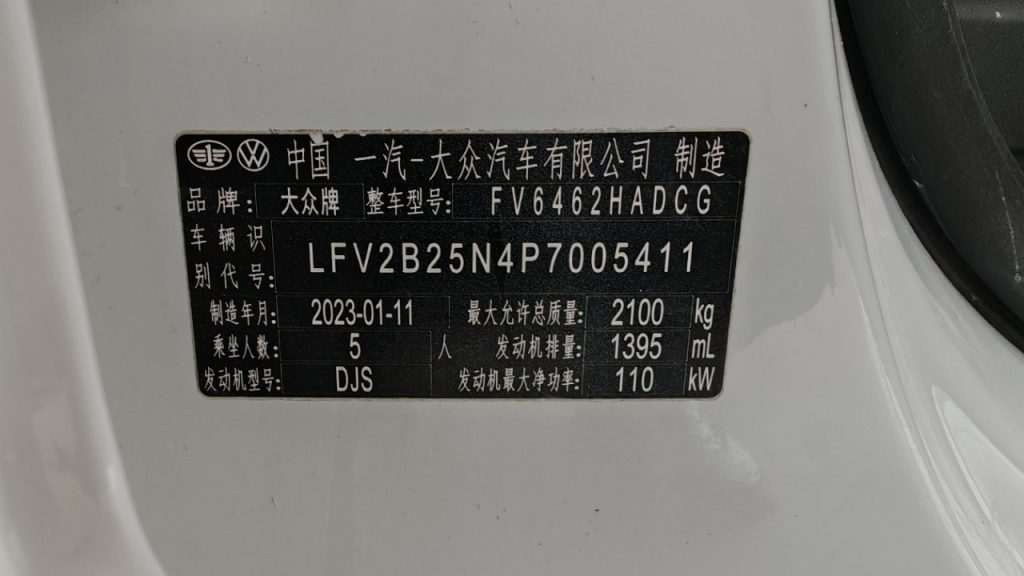 中国 一汽-大众汽车有限公司 制造
品牌: 大众牌 整车型号: FV6462HADCG
车辆识别代号: LFV2B25N4P7005411
制造年月: 2023-01-11 最大允许总质量: 2100 kg
乘坐人数: 5 人 发动机排量: 1395 mL
发动机型号: DJS 发动机最大净功率: 110 kW